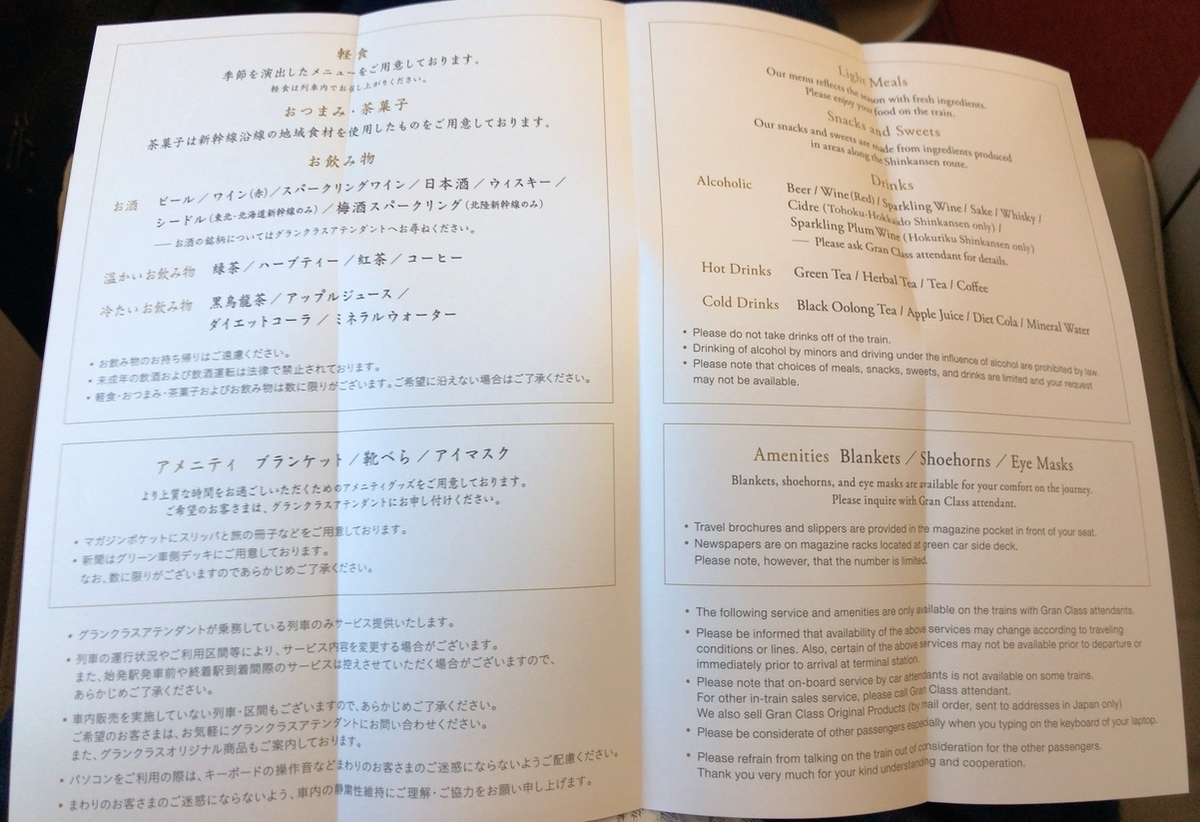 軽食
季節を演出したメニューをご用意しております。
軽食は列車内でお召し上がりください。
おつまみ・茶菓子
茶菓子は新幹線沿線の地域食材を使用したものをご用意しております。
お飲み物
お酒 ビール／ワイン(赤)／スパークリングワイン／日本酒／ウィスキー／
シードル(東北・北海道新幹線のみ)／梅酒スパークリング(北陸新幹線のみ)
── お酒の銘柄についてはグランクラスアテンダントへお尋ねください。
温かいお飲み物 緑茶／ハーブティー／紅茶／コーヒー
冷たいお飲み物 黒烏龍茶／アップルジュース／
ダイエットコーラ／ミネラルウォーター
• お飲み物のお持ち帰りはご遠慮ください。
• 未成年の飲酒および飲酒運転は法律で禁止されております。
• 軽食・おつまみ・茶菓子およびお飲み物は数に限りがございます。ご希望に沿えない場合はご了承ください。
アメニティ ブランケット／靴べら／アイマスク
より上質な時間をお過ごしいただくためのアメニティグッズをご用意しております。
ご希望のお客さまは、グランクラスアテンダントにお申し付けください。
• マガジンポケットにスリッパと旅の冊子などをご用意しております。
• 新聞はグリーン車側デッキにご用意しております。
なお、数に限りがございますのであらかじめご了承ください。
• グランクラスアテンダントが乗務している列車のみサービス提供いたします。
• 列車の運行状況やご利用区間等により、サービス内容を変更する場合がございます。
また、始発駅発車前や終着駅到着間際のサービスは控えさせていただく場合がございますので、
あらかじめご了承ください。
• 車内販売を実施していない列車・区間もございますので、あらかじめご了承ください。
ご希望のお客さまは、お気軽にグランクラスアテンダントにお問い合わせください。
また、グランクラスオリジナル商品もご案内しております。
• パソコンをご利用の際は、キーボードの操作音などまわりのお客さまのご迷惑にならないようご配慮ください。
• まわりのお客さまのご迷惑にならないよう、車内の静粛性維持にご理解・ご協力をお願い申し上げます。
Light Meals
Our menu reflects the season with fresh ingredients.
Please enjoy your food on the train.
Snacks and Sweets
Our snacks and sweets are made from ingredients produced
in areas along the Shinkansen route.
Drinks
Alcoholic Beer / Wine(Red) / Sparkling Wine / Sake / Whisky /
Cidre (Tohoku-Hokkaido Shinkansen only) /
Sparkling Plum Wine (Hokuriku Shinkansen only)
── Please ask Gran Class attendant for details.
Hot Drinks Green Tea / Herbal Tea / Tea / Coffee
Cold Drinks Black Oolong Tea / Apple Juice / Diet Cola / Mineral Water
• Please do not take drinks off of the train.
• Drinking of alcohol by minors and driving under the influence of alcohol are prohibited by law.
• Please note that choices of meals, snacks, sweets, and drinks are limited and your request
may not be available.
Amenities Blankets / Shoehorns / Eye Masks
Blankets, shoehorns, and eye masks are available for your comfort on the journey.
Please inquire with Gran Class attendant.
• Travel brochures and slippers are provided in the magazine pocket in front of your seat.
• Newspapers are on magazine racks located at green car side deck.
Please note, however, that the number is limited.
• The following service and amenities are only available on the trains with Gran Class attendants.
• Please be informed that availability of the above services may change according to traveling
conditions or lines. Also, certain of the above services may not be available prior to departure or
immediately prior to arrival at terminal station.
• Please note that on-board service by car attendants is not available on some trains.
For other in-train sales service, please call Gran Class attendant.
We also sell Gran Class Original Products (by mail order, sent to addresses in Japan only)
• Please be considerate of other passengers especially when you typing on the keyboard of your laptop.
• Please refrain from talking on the train out of consideration for the other passengers.
Thank you very much for your kind understanding and cooperation.